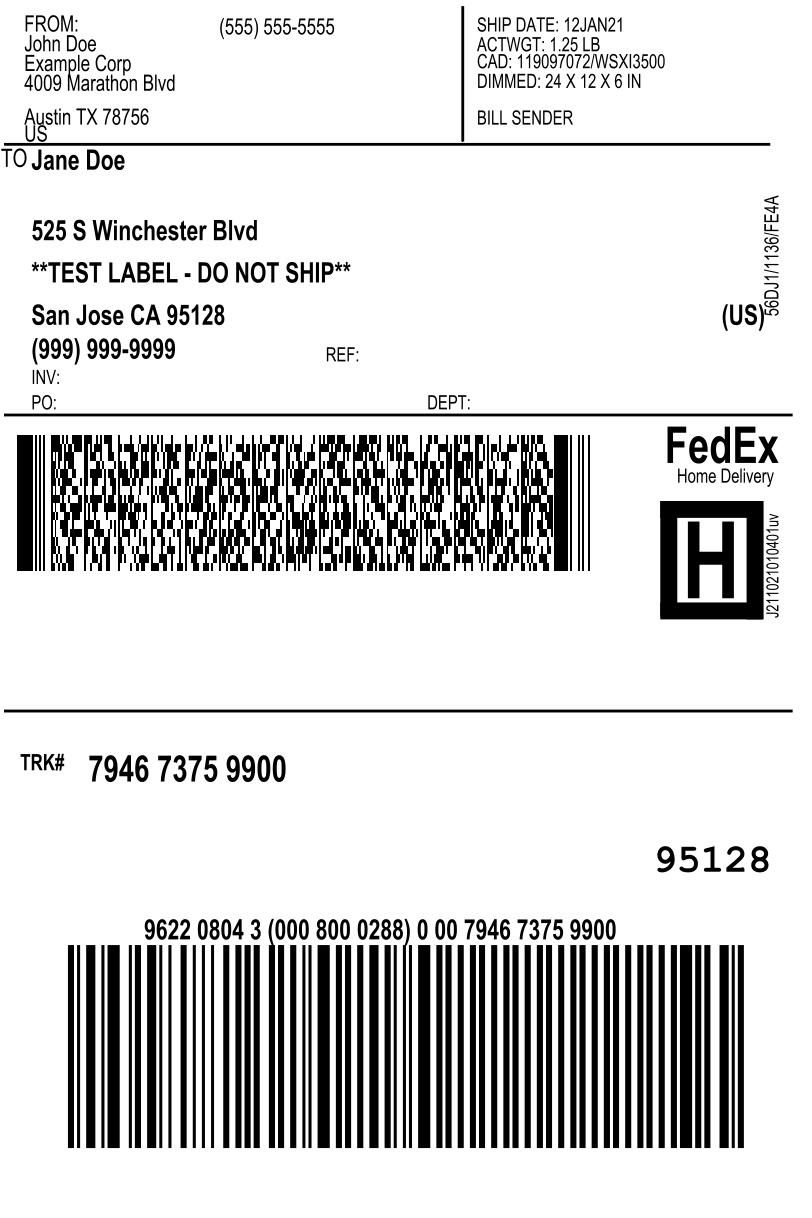 FROM:
(555) 555-5555
John Doe
Example Corp
4009 Marathon Blvd
Austin TX 78756
US
SHIP DATE: 12JAN21
ACTWGT: 1.25 LB
CAD: 119097072/WSXI3500
DIMMED: 24 X 12 X 6 IN
BILL SENDER
TO Jane Doe
525 S Winchester Blvd
**TEST LABEL - DO NOT SHIP**
San Jose CA 95128
(US)
56DJ1/1136/FE4A
(999) 999-9999
REF:
INV:
PO:
DEPT:
FedEx
Home Delivery
H
J211021010401uv
TRK# 7946 7375 9900
95128
9622 0804 3 (000 800 0288) 0 00 7946 7375 9900